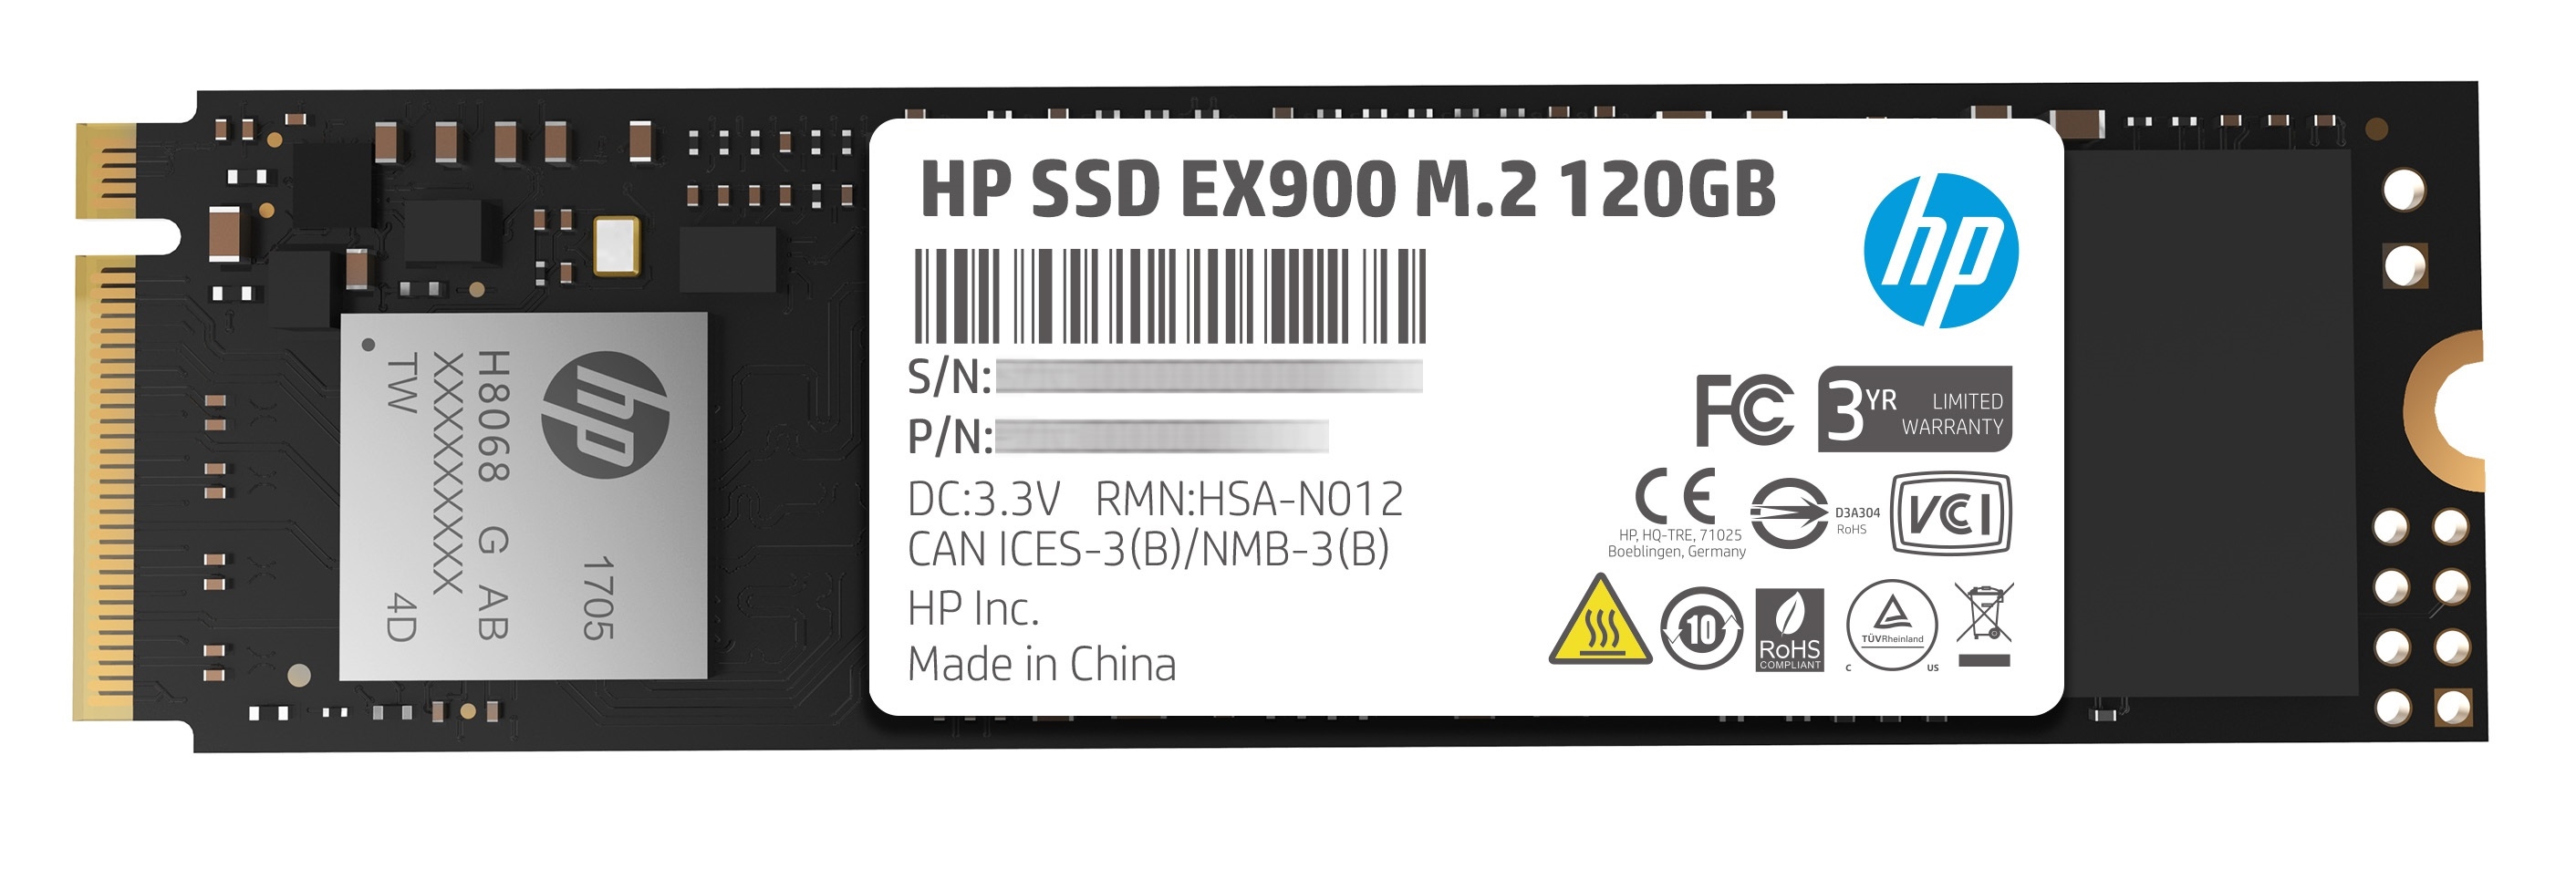 HP SSD EX900 M.2 120GB
hp
S/N:
P/N:
DC:3.3V RMN:HSA-N012
CAN ICES-3(B)/NMB-3(B)
HP Inc.
Made in China
FC
3YR LIMITED
WARRANTY
CE
HP, HQ-TRE, 71025
Boeblingen, Germany
D3A304
RoHS
VCCI
10
RoHS
COMPLIANT
TÜVRheinland
C US
hp
1705
H8068 G AB
XXXXXXXXXX
TW 4D